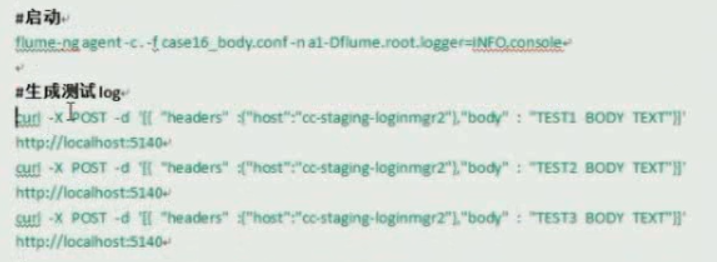 #启动
flume-ng agent -c . -f case16_body.conf -n a1 -Dflume.root.logger=INFO,console
#生成测试log
curl -X POST -d '[{ "headers" :{"host":"cc-staging-loginmgr2"},"body" : "TEST1 BODY TEXT"}]'
http://localhost:5140
curl -X POST -d '[{ "headers" :{"host":"cc-staging-loginmgr2"},"body" : "TEST2 BODY TEXT"}]'
http://localhost:5140
curl -X POST -d '[{ "headers" :{"host":"cc-staging-loginmgr2"},"body" : "TEST3 BODY TEXT"}]'
http://localhost:5140